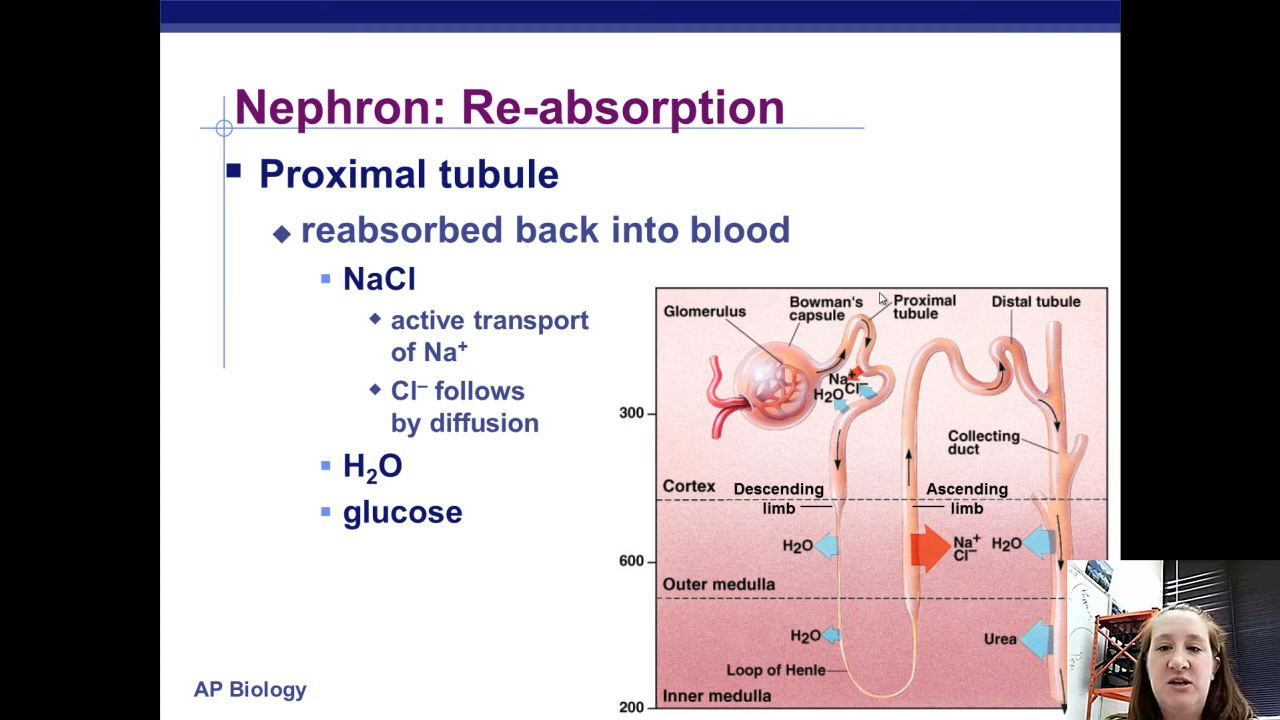 Nephron: Re-absorption
Proximal tubule
reabsorbed back into blood
NaCl
active transport
of Na⁺
Cl⁻ follows
by diffusion
H₂O
glucose
AP Biology
Glomerulus
Bowman's
capsule
Proximal
tubule
Distal tubule
Na⁺
H₂O Cl⁻
300
Collecting
duct
Cortex
Descending
limb
Ascending
limb
H₂O
Na⁺
Cl⁻
H₂O
600
Outer medulla
H₂O
Urea
Loop of Henle
Inner medulla
200